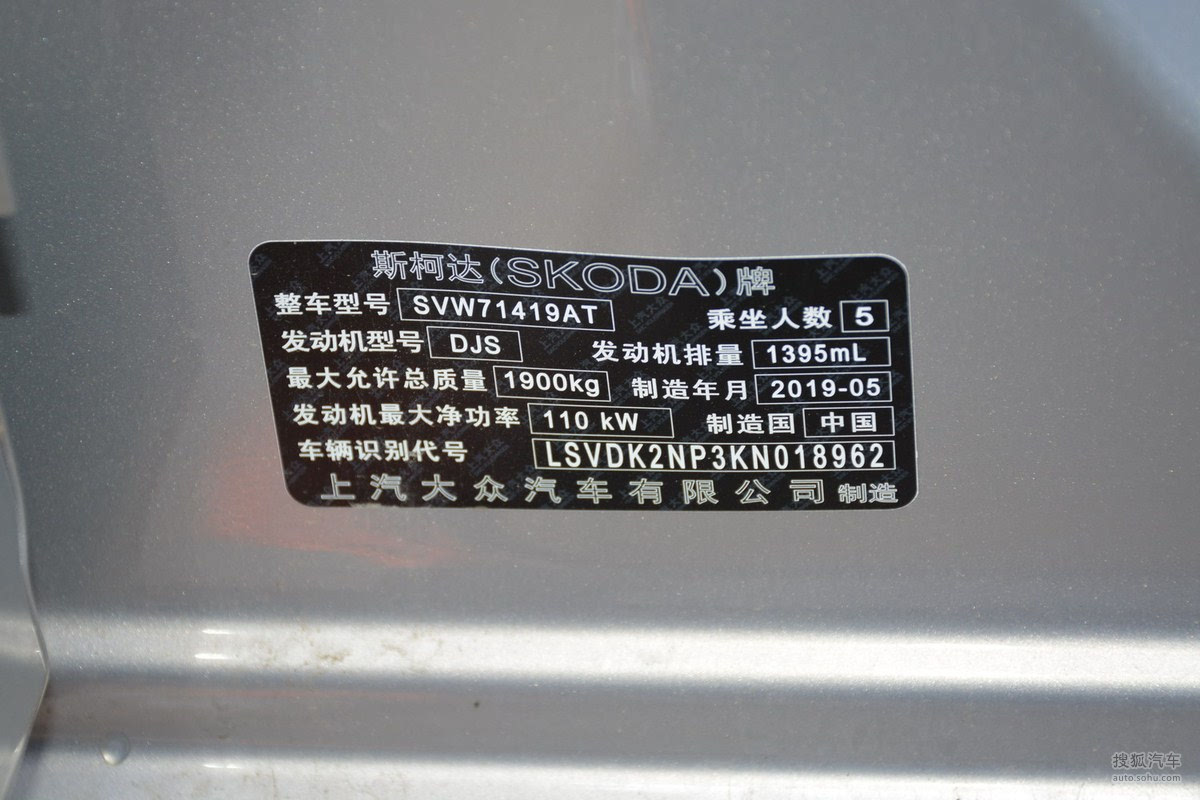 斯柯达(SKODA)牌
整车型号 SVW71419AT 乘坐人数 5
发动机型号 DJS 发动机排量 1395mL
最大允许总质量 1900kg 制造年月 2019-05
发动机最大净功率 110 kW 制造国 中国
车辆识别代号 LSVDK2NP3KN018962
上汽大众汽车有限公司 制造
搜狐汽车
auto.sohu.com